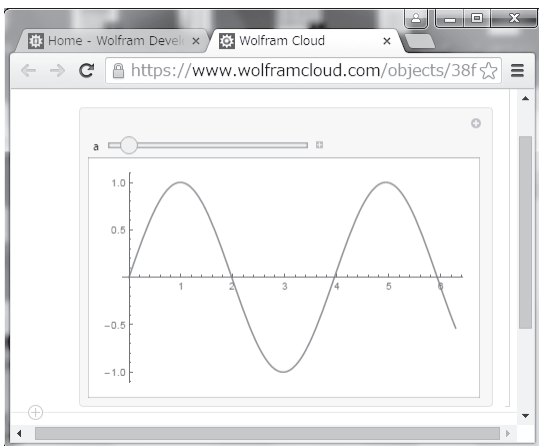 Home - Wolfram Devel
Wolfram Cloud
https://www.wolframcloud.com/objects/38f
a
1.0
0.5
1 2 3 4 5 6
-0.5
-1.0